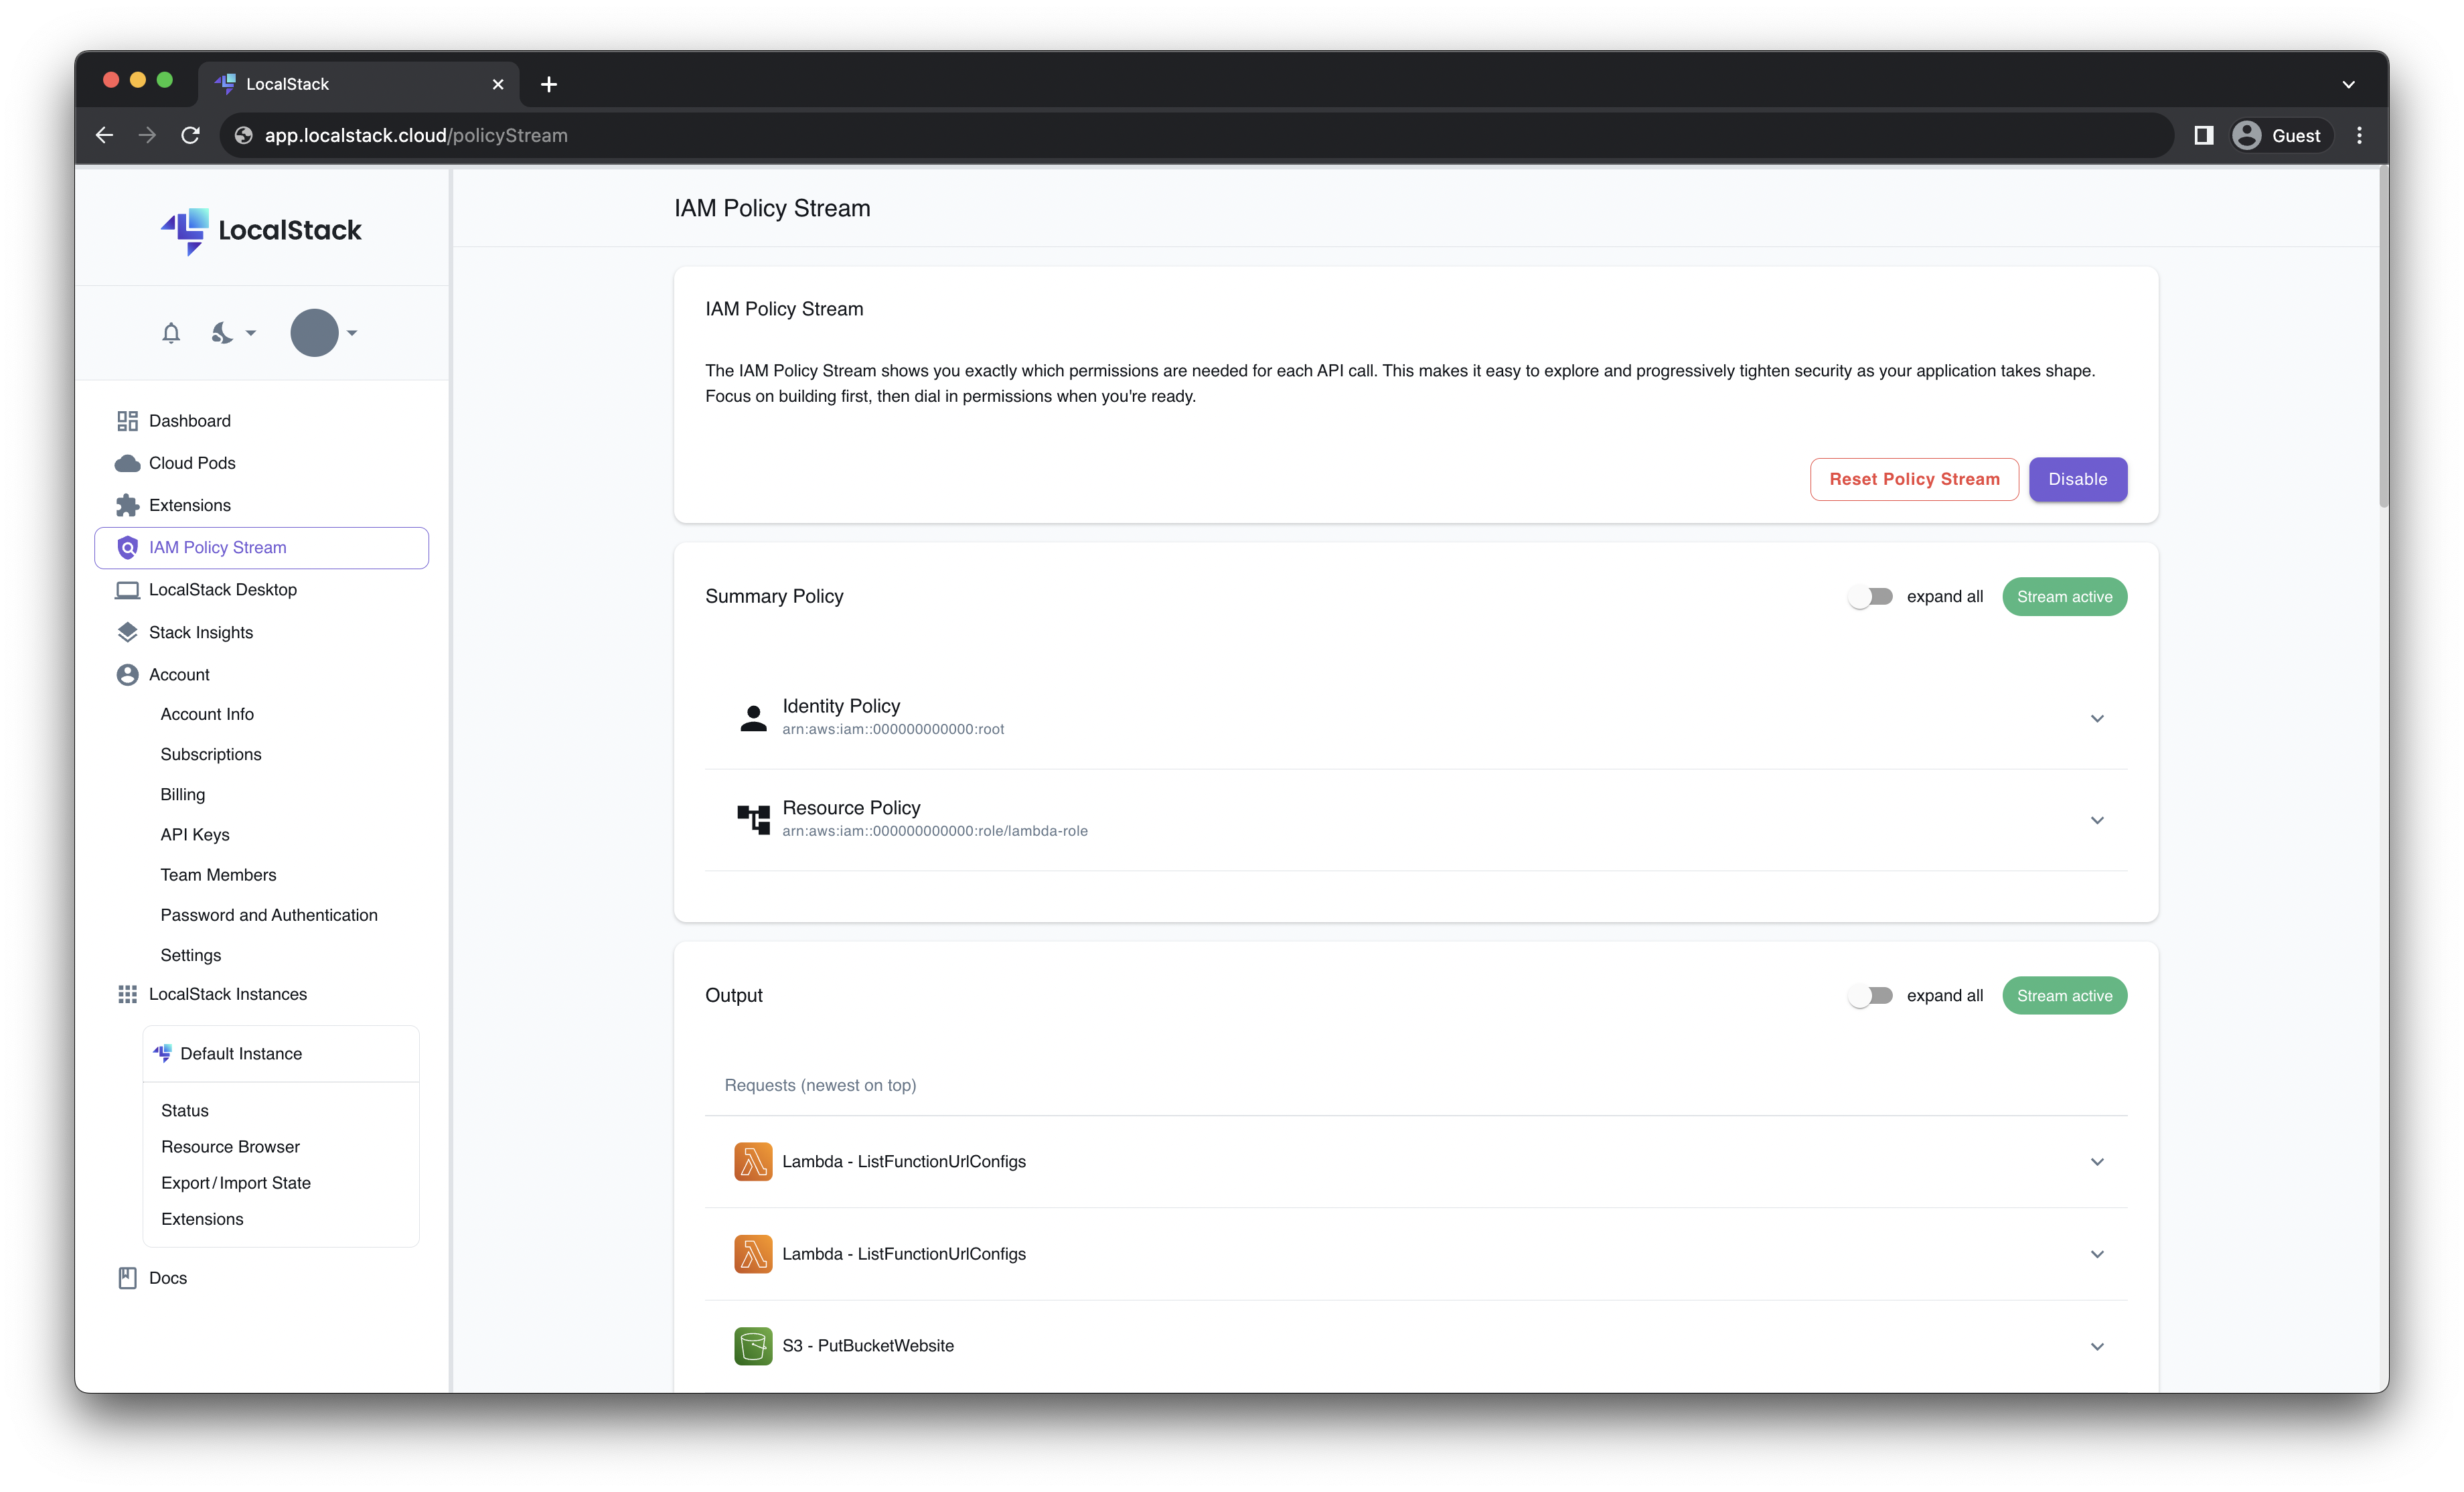 LocalStack
app.localstack.cloud/policyStream
Guest
LocalStack
Dashboard
Cloud Pods
Extensions
IAM Policy Stream
LocalStack Desktop
Stack Insights
Account
Account Info
Subscriptions
Billing
API Keys
Team Members
Password and Authentication
Settings
LocalStack Instances
Default Instance
Status
Resource Browser
Export/Import State
Extensions
Docs
IAM Policy Stream
IAM Policy Stream
The IAM Policy Stream shows you exactly which permissions are needed for each API call. This makes it easy to explore and progressively tighten security as your application takes shape.
Focus on building first, then dial in permissions when you're ready.
Reset Policy Stream
Disable
Summary Policy
expand all
Stream active
Identity Policy
arn:aws:iam::000000000000:root
Resource Policy
arn:aws:iam::000000000000:role/lambda-role
Output
expand all
Stream active
Requests (newest on top)
Lambda - ListFunctionUrlConfigs
Lambda - ListFunctionUrlConfigs
S3 - PutBucketWebsite